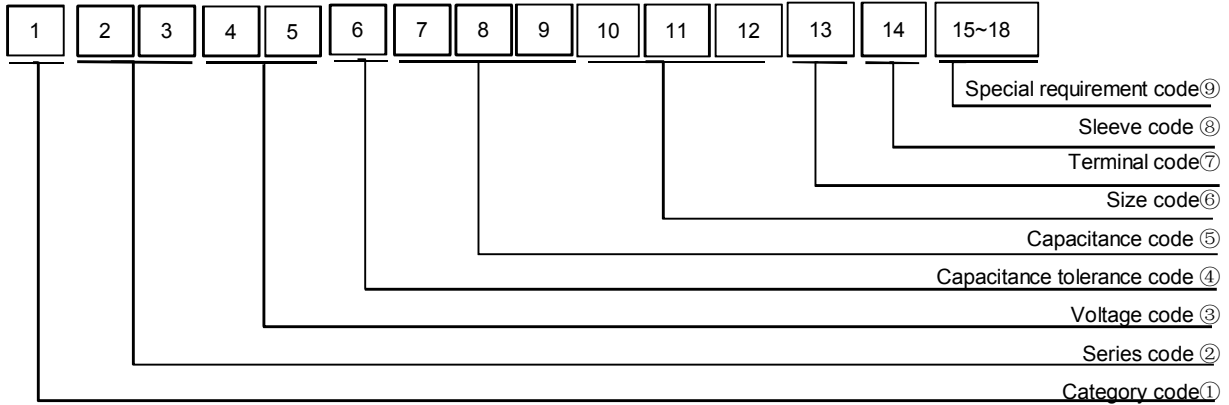 1 2 3 4 5 6 7 8 9 10 11 12 13 14 15~18
Special requirement code⑨
Sleeve code ⑧
Terminal code⑦
Size code⑥
Capacitance code ⑤
Capacitance tolerance code ④
Voltage code ③
Series code ②
Category code①